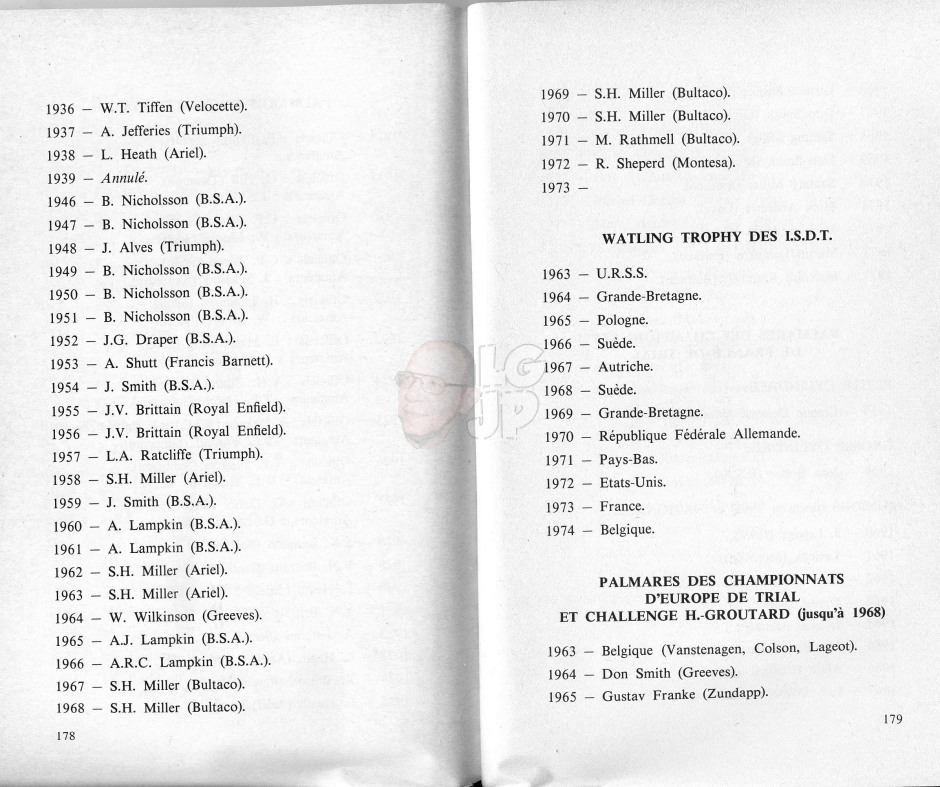 1936 – W.T. Tiffen (Velocette).
1937 – A. Jefferies (Triumph).
1938 – L. Heath (Ariel).
1939 – Annulé.
1946 – B. Nicholsson (B.S.A.).
1947 – B. Nicholsson (B.S.A.).
1948 – J. Alves (Triumph).
1949 – B. Nicholsson (B.S.A.).
1950 – B. Nicholsson (B.S.A.).
1951 – B. Nicholsson (B.S.A.).
1952 – J.G. Draper (B.S.A.).
1953 – A. Shutt (Francis Barnett).
1954 – J. Smith (B.S.A.).
1955 – J.V. Brittain (Royal Enfield).
1956 – J.V. Brittain (Royal Enfield).
1957 – L.A. Ratcliffe (Triumph).
1958 – S.H. Miller (Ariel).
1959 – J. Smith (B.S.A.).
1960 – A. Lampkin (B.S.A.).
1961 – A. Lampkin (B.S.A.).
1962 – S.H. Miller (Ariel).
1963 – S.H. Miller (Ariel).
1964 – W. Wilkinson (Greeves).
1965 – A.J. Lampkin (B.S.A.).
1966 – A.R.C. Lampkin (B.S.A.).
1967 – S.H. Miller (Bultaco).
1968 – S.H. Miller (Bultaco).
178
1969 – S.H. Miller (Bultaco).
1970 – S.H. Miller (Bultaco).
1971 – M. Rathmell (Bultaco).
1972 – R. Sheperd (Montesa).
1973 –
WATLING TROPHY DES I.S.D.T.
1963 – U.R.S.S.
1964 – Grande-Bretagne.
1965 – Pologne.
1966 – Suède.
1967 – Autriche.
1968 – Suède.
1969 – Grande-Bretagne.
1970 – République Fédérale Allemande.
1971 – Pays-Bas.
1972 – Etats-Unis.
1973 – France.
1974 – Belgique.
PALMARES DES CHAMPIONNATS
D'EUROPE DE TRIAL
ET CHALLENGE H.-GROUTARD (jusqu'à 1968)
1963 – Belgique (Vanstenagen, Colson, Lageot).
1964 – Don Smith (Greeves).
1965 – Gustav Franke (Zundapp).
179
LG
JP